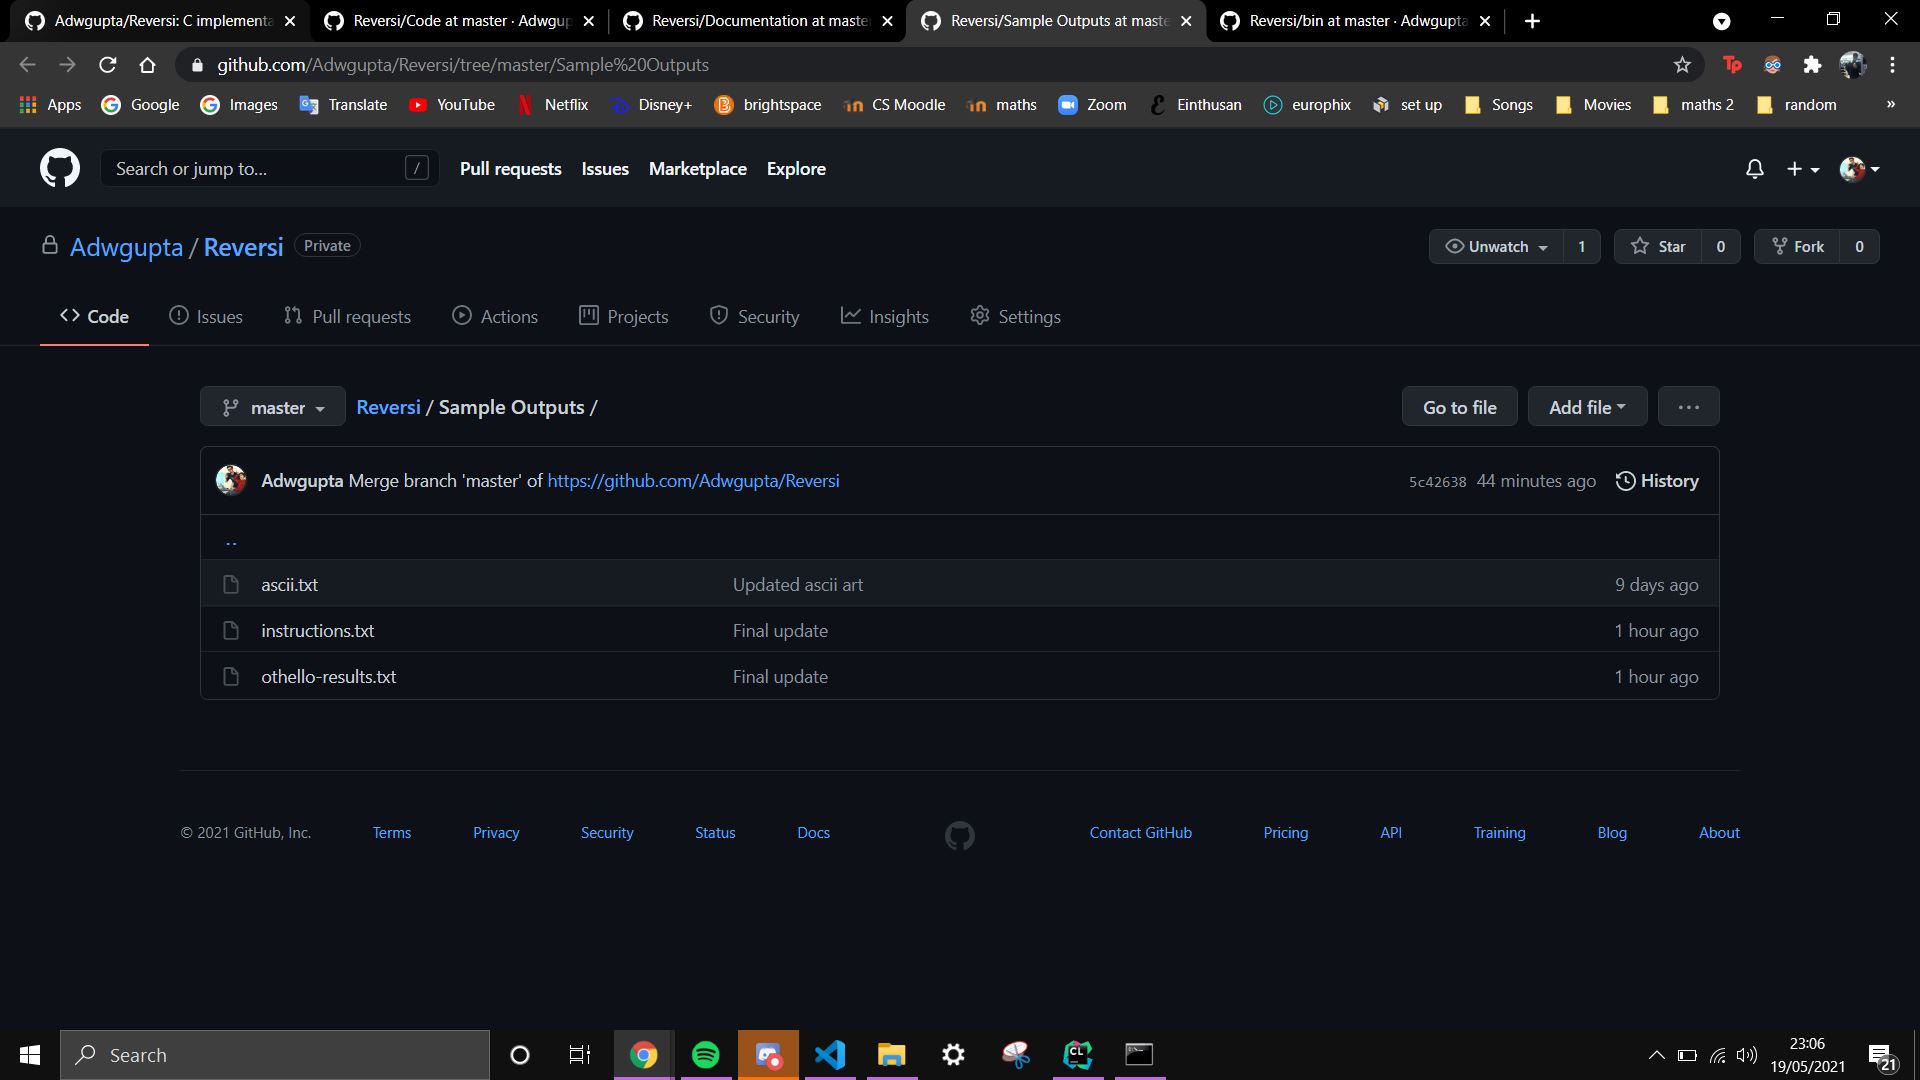 Adwgupta/Reversi: C implementa
Reversi/Code at master · Adwgup
Reversi/Documentation at master
Reversi/Sample Outputs at maste
Reversi/bin at master · Adwgupta
github.com/Adwgupta/Reversi/tree/master/Sample%20Outputs
Tp
Apps Google Images Translate YouTube Netflix Disney+ brightspace CS Moodle maths Zoom Einthusan europhix set up Songs Movies maths 2 random »
Search or jump to... / Pull requests Issues Marketplace Explore
Adwgupta / Reversi Private
Unwatch 1 Star 0 Fork 0
Code Issues Pull requests Actions Projects Security Insights Settings
master Reversi / Sample Outputs / Go to file Add file ...
Adwgupta Merge branch 'master' of https://github.com/Adwgupta/Reversi 5c42638 44 minutes ago History
..
ascii.txt Updated ascii art 9 days ago
instructions.txt Final update 1 hour ago
othello-results.txt Final update 1 hour ago
© 2021 GitHub, Inc. Terms Privacy Security Status Docs Contact GitHub Pricing API Training Blog About
Search
CL
23:06
19/05/2021
21